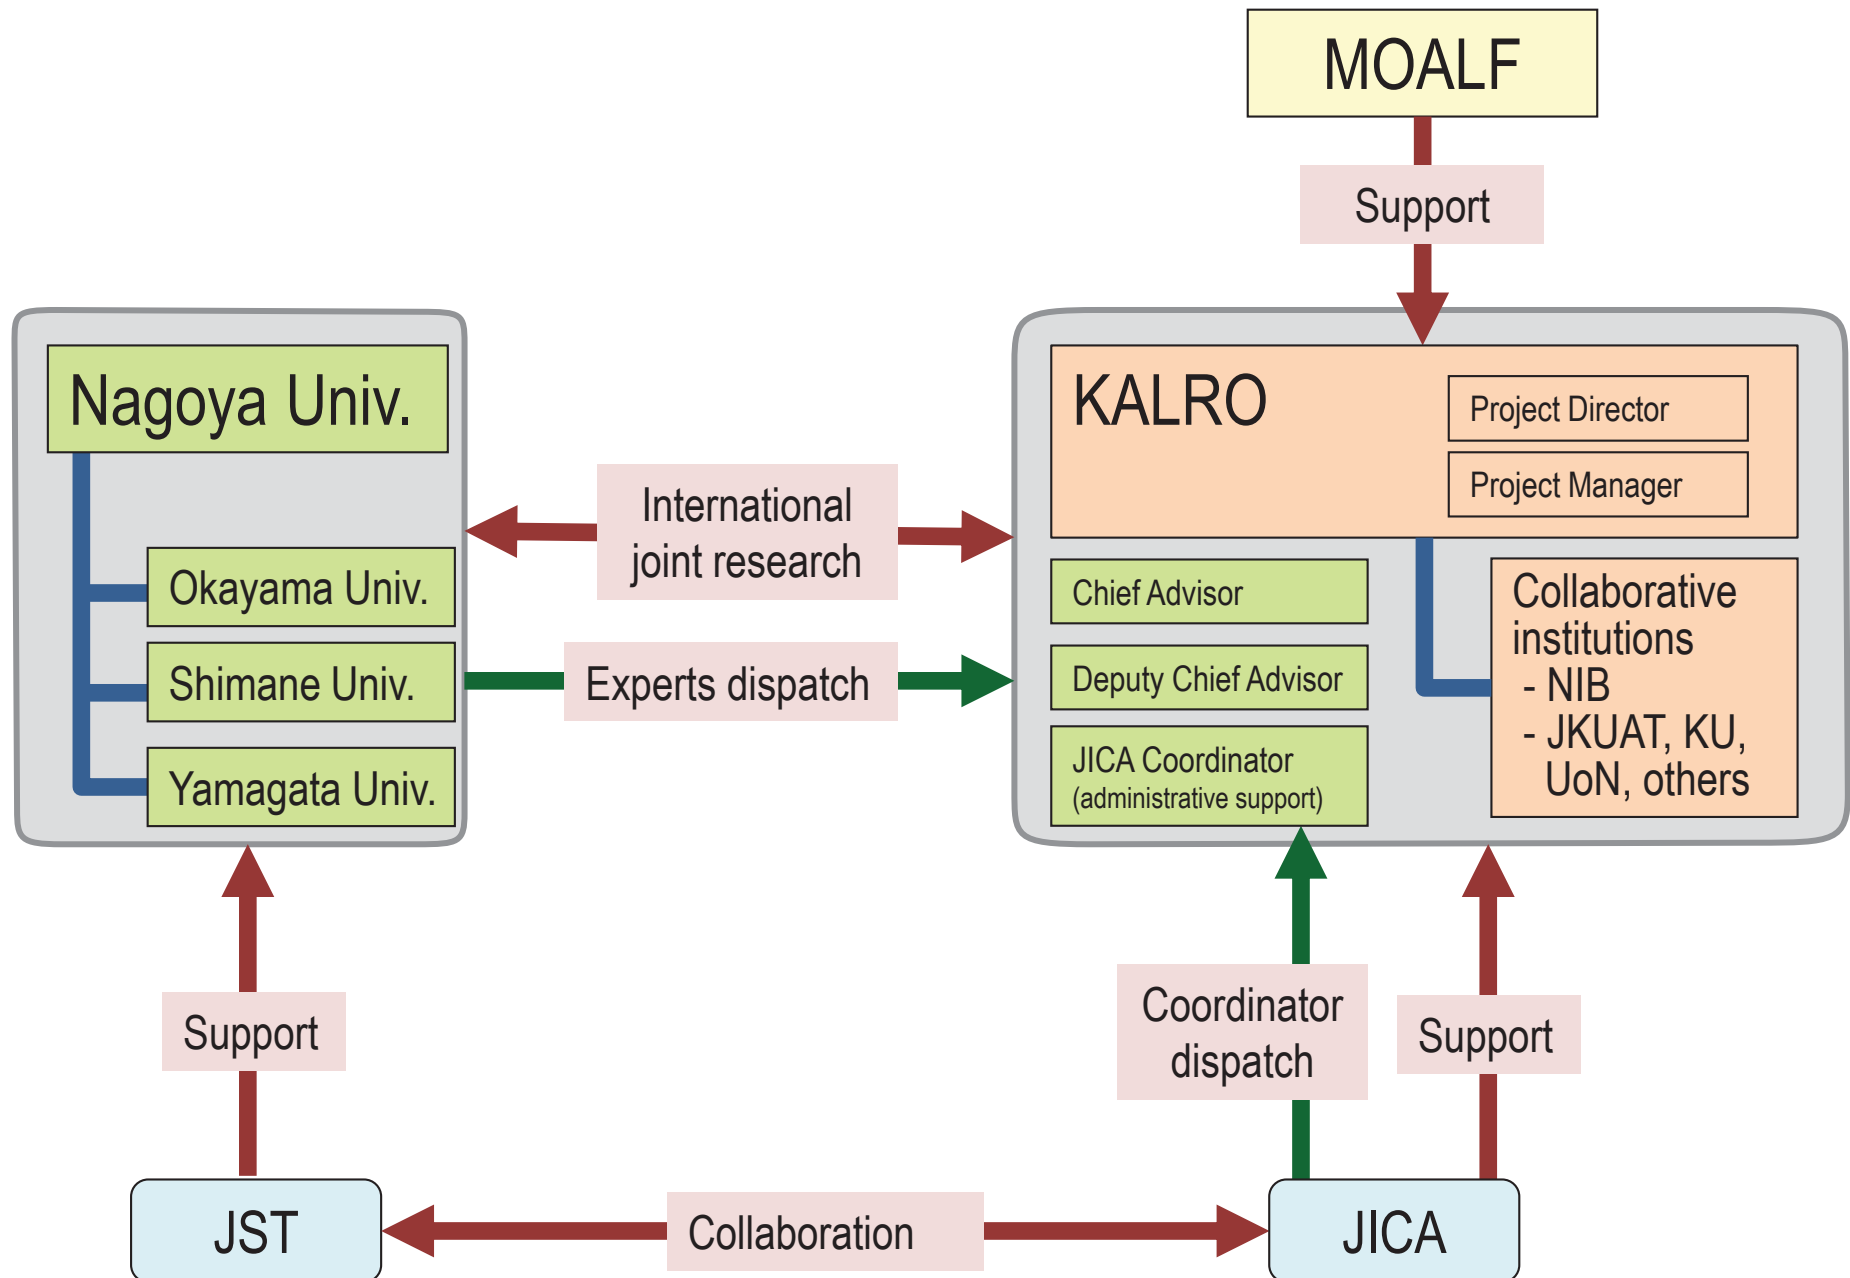 MOALF
Support
Nagoya Univ.
Okayama Univ.
Shimane Univ.
Yamagata Univ.
International
joint research
Experts dispatch
KALRO
Project Director
Project Manager
Chief Advisor
Deputy Chief Advisor
JICA Coordinator
(administrative support)
Collaborative
institutions
- NIB
- JKUAT, KU,
UoN, others
Support
Coordinator
dispatch
Support
JST
Collaboration
JICA